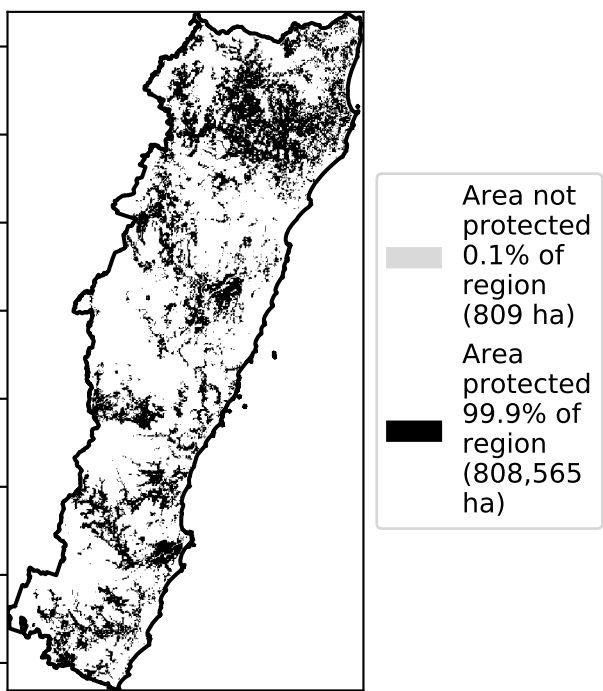 Area not
protected
0.1% of
region
(809 ha)
Area
protected
99.9% of
region
(808,565
ha)